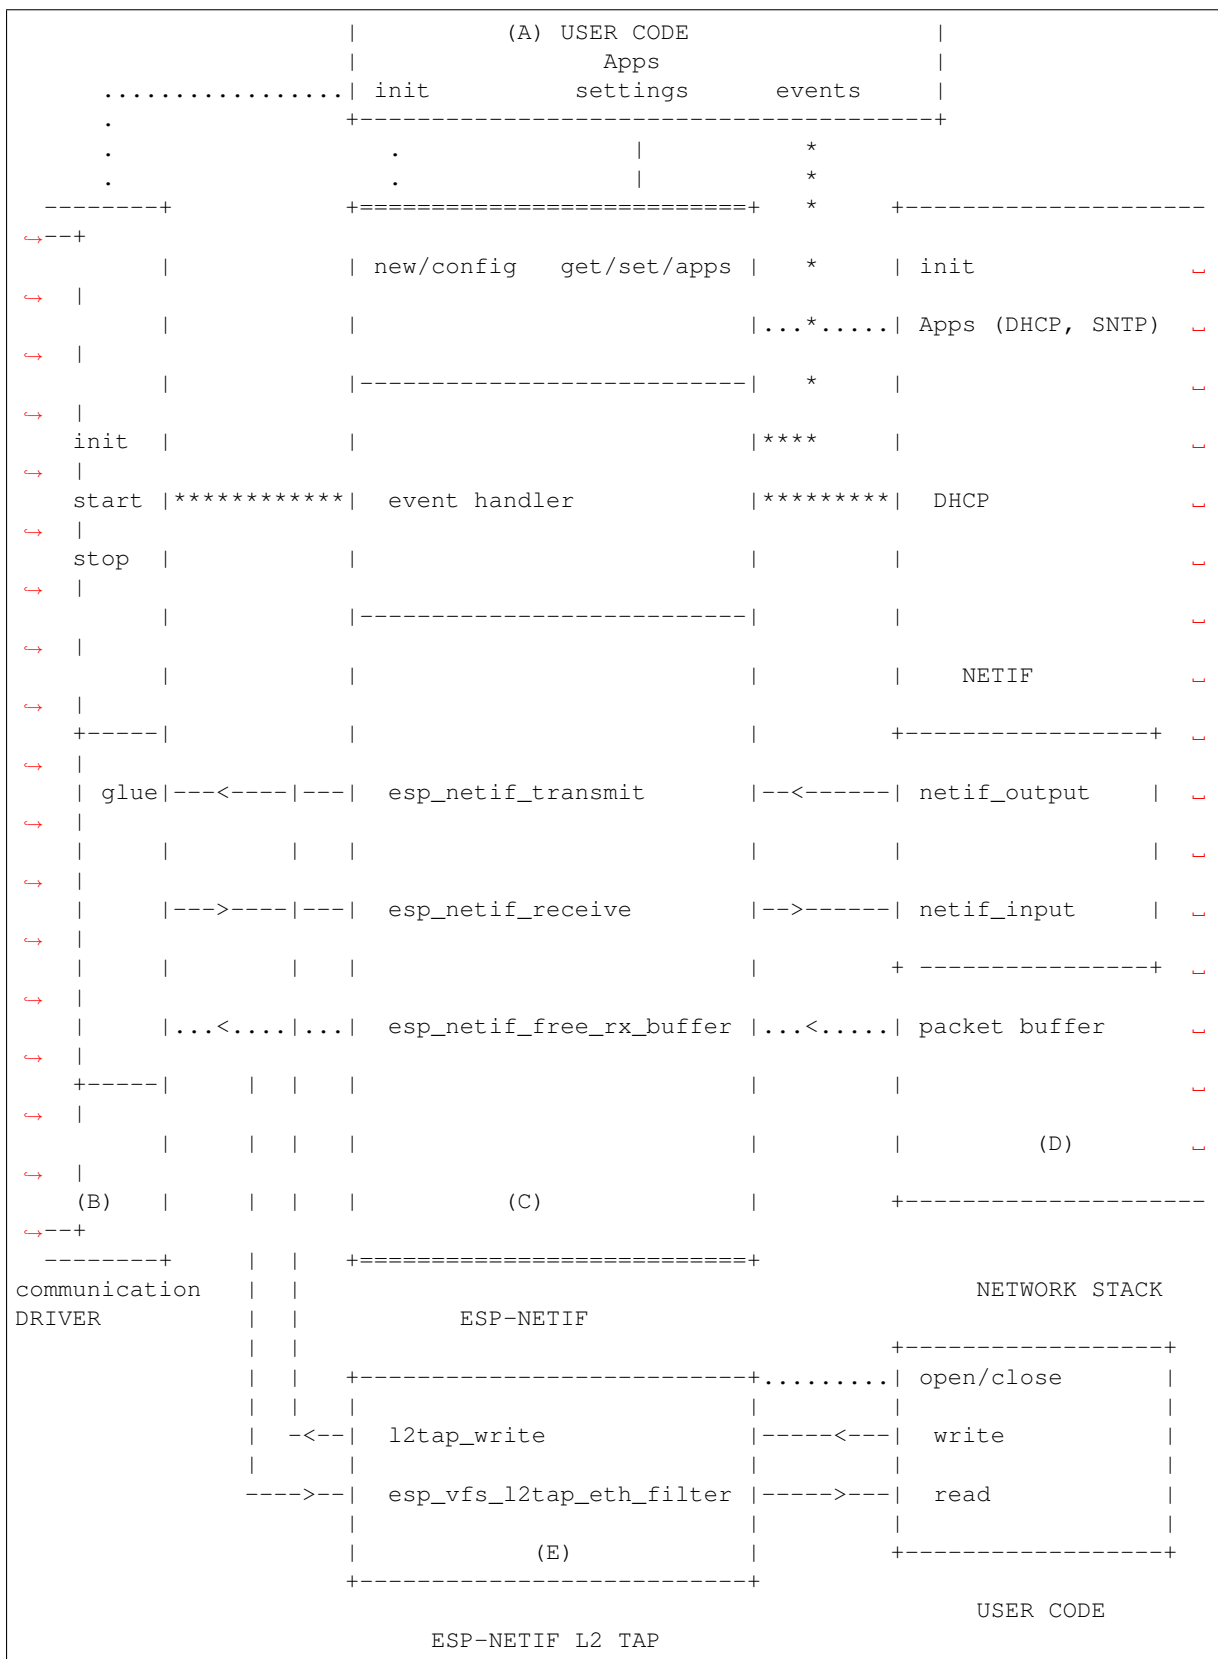 (A) USER CODE
Apps
init settings events
new/config get/set/apps init
Apps (DHCP, SNTP)
init
start event handler DHCP
stop
NETIF
glue esp_netif_transmit netif_output
esp_netif_receive netif_input
esp_netif_free_rx_buffer packet buffer
(D)
(B) (C)
communication NETWORK STACK
DRIVER ESP-NETIF
open/close
l2tap_write write
esp_vfs_l2tap_eth_filter read
(E)
USER CODE
ESP-NETIF L2 TAP